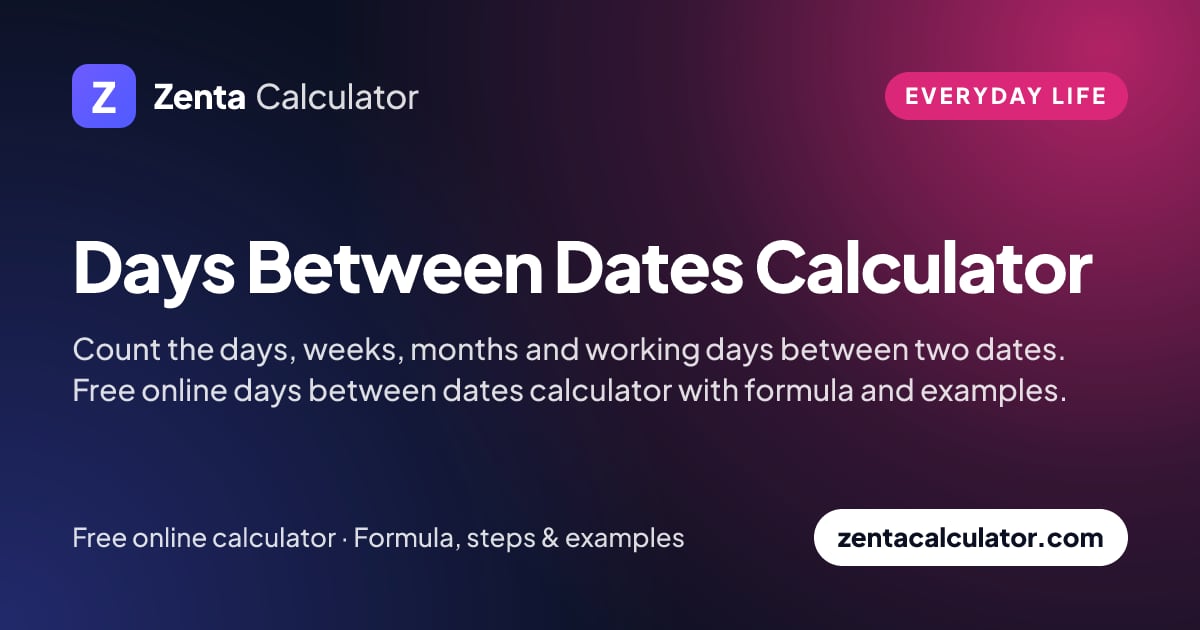 Z
Zenta Calculator
EVERYDAY LIFE
Days Between Dates Calculator
Count the days, weeks, months and working days between two dates.
Free online days between dates calculator with formula and examples.
Free online calculator · Formula, steps & examples
zentacalculator.com